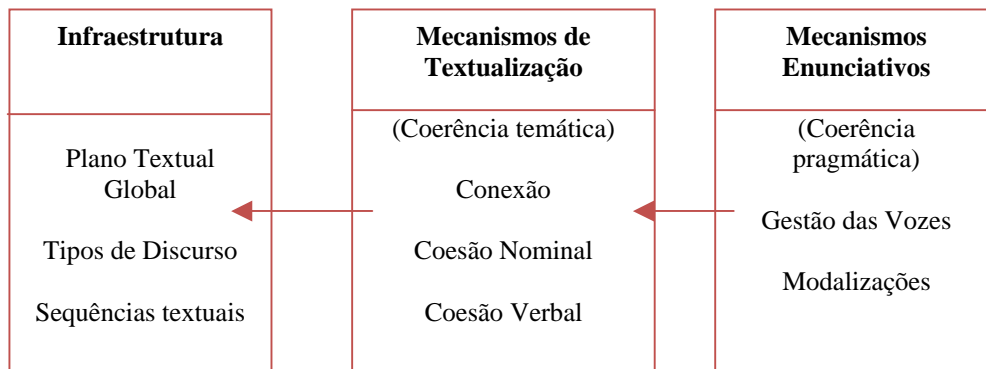 Infraestrutura
Plano Textual
Global
Tipos de Discurso
Sequências textuais
Mecanismos de
Textualização
(Coerência temática)
Conexão
Coesão Nominal
Coesão Verbal
Mecanismos
Enunciativos
(Coerência
pragmática)
Gestão das Vozes
Modalizações